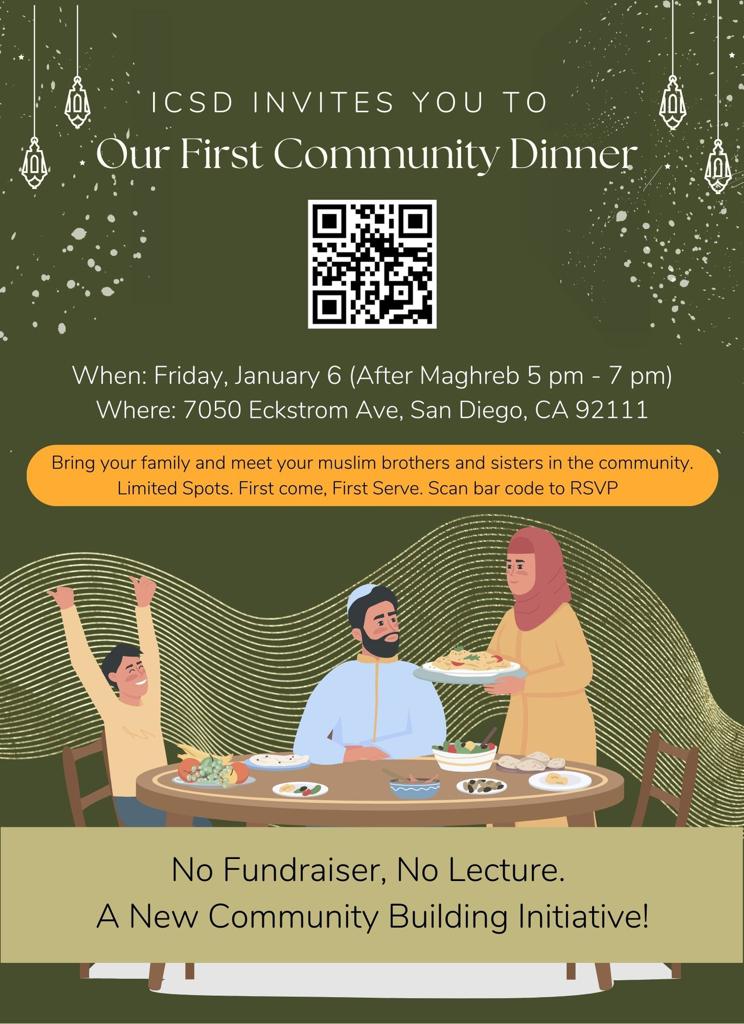 ICSD INVITES YOU TO
Our First Community Dinner
When: Friday, January 6 (After Maghreb 5 pm - 7 pm)
Where: 7050 Eckstrom Ave, San Diego, CA 92111
Bring your family and meet your muslim brothers and sisters in the community.
Limited Spots. First come, First Serve. Scan bar code to RSVP
No Fundraiser, No Lecture.
A New Community Building Initiative!